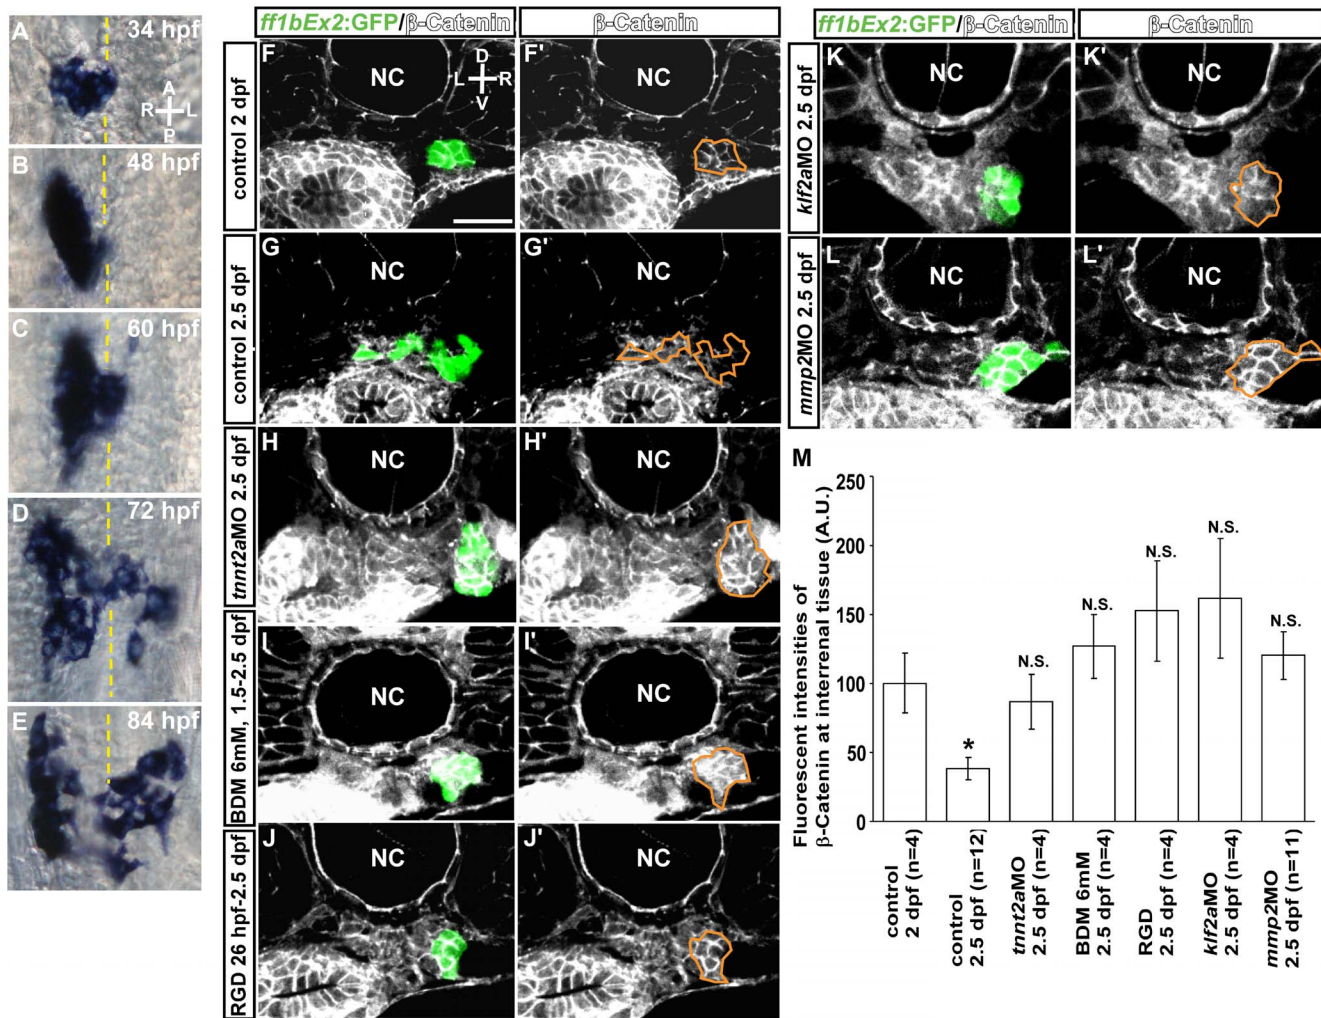 A
34 hpf
A
R L
P
B
48 hpf
C
60 hpf
D
72 hpf
E
84 hpf
ff1bEx2:GFP/β-Catenin
β-Catenin
control 2 dpf
F
NC
D
L R
V
F'
NC
control 2.5 dpf
G
NC
G'
NC
tnnt2aMO 2.5 dpf
H
NC
H'
NC
BDM 6mM, 1.5-2.5 dpf
I
NC
I'
NC
RGD 26 hpf-2.5 dpf
J
NC
J'
NC
ff1bEx2:GFP/β-Catenin
β-Catenin
klf2aMO 2.5 dpf
K
NC
K'
NC
mmp2MO 2.5 dpf
L
NC
L'
NC
M
Fluorescent intensities of
β-Catenin at interrenal tissue (A.U.)
250
200
150
100
50
0
*
N.S.
N.S.
N.S.
N.S.
N.S.
control
2 dpf (n=4)
control
2.5 dpf (n=12)
tnnt2aMO
2.5 dpf (n=4)
BDM 6mM
2.5 dpf (n=4)
RGD
2.5 dpf (n=4)
klf2aMO
2.5 dpf (n=4)
mmp2MO
2.5 dpf (n=11)